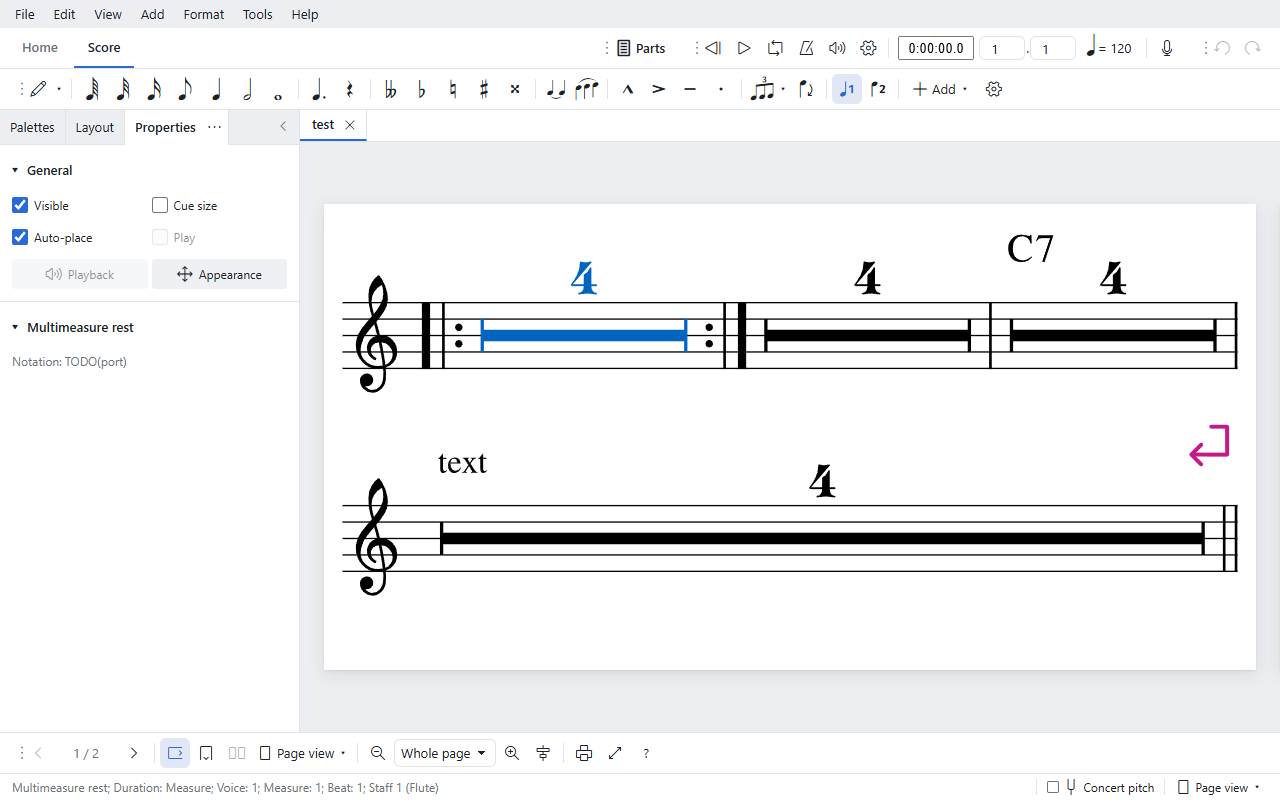 File Edit View Add Format Tools Help
Home Score Parts 0:00:00.0 1 . 1 = 120
3 1 2 Add
Palettes Layout Properties ··· test
General
Visible Cue size
Auto-place Play
Playback Appearance
Multimeasure rest
Notation: TODO(port)
C7
4 4 4
text
4
1 / 2 Page view Whole page ?
Multimeasure rest; Duration: Measure; Voice: 1; Measure: 1; Beat: 1; Staff 1 (Flute) Concert pitch Page view